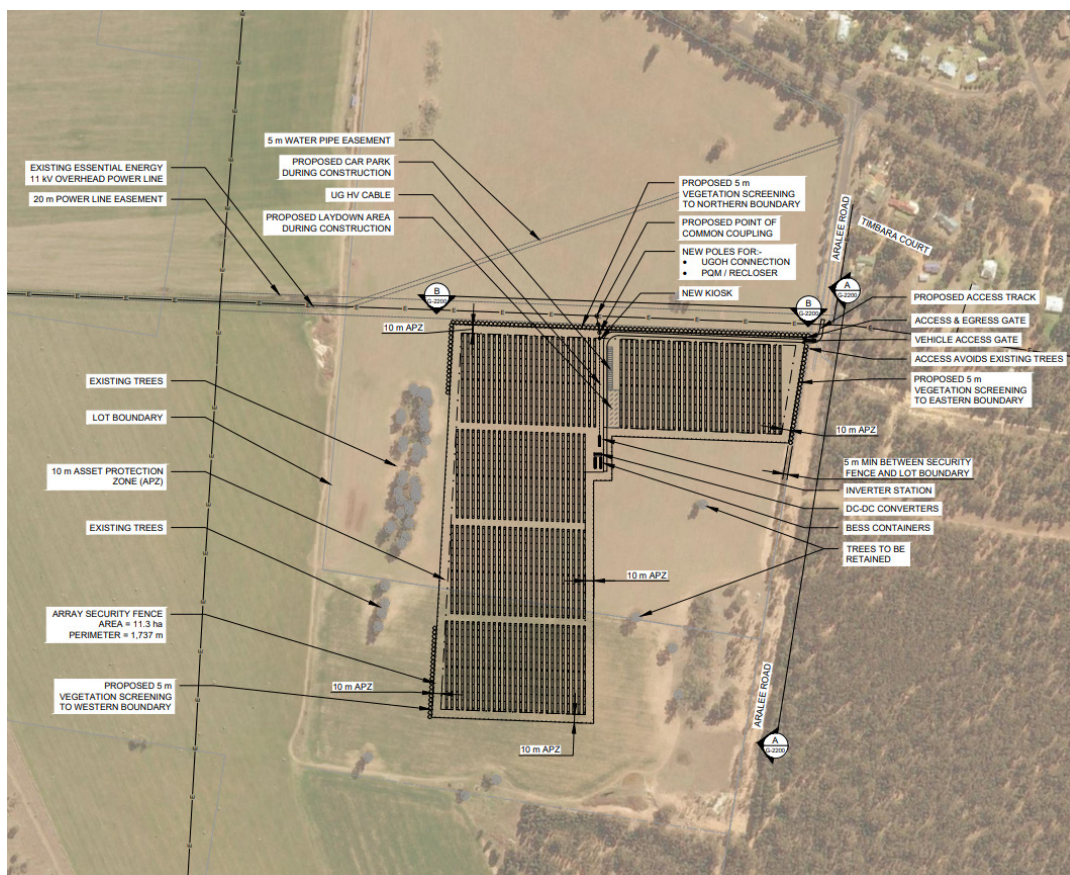 5 m WATER PIPE EASEMENT
PROPOSED CAR PARK
DURING CONSTRUCTION
UG HV CABLE
PROPOSED LAYDOWN AREA
DURING CONSTRUCTION
EXISTING ESSENTIAL ENERGY
11 kV OVERHEAD POWER LINE
20 m POWER LINE EASEMENT
PROPOSED 5 m
VEGETATION SCREENING
TO NORTHERN BOUNDARY
PROPOSED POINT OF
COMMON COUPLING
NEW POLES FOR:-
• UGOH CONNECTION
• PQM / RECLOSER
NEW KIOSK
ARALEE ROAD
TIMBARA COURT
A
G-2200
B
G-2200
B
G-2200
PROPOSED ACCESS TRACK
ACCESS & EGRESS GATE
VEHICLE ACCESS GATE
ACCESS AVOIDS EXISTING TREES
PROPOSED 5 m
VEGETATION SCREENING
TO EASTERN BOUNDARY
10 m APZ
EXISTING TREES
LOT BOUNDARY
10 m ASSET PROTECTION
ZONE (APZ)
EXISTING TREES
10 m APZ
5 m MIN BETWEEN SECURITY
FENCE AND LOT BOUNDARY
INVERTER STATION
DC-DC CONVERTERS
BESS CONTAINERS
TREES TO BE
RETAINED
10 m APZ
ARRAY SECURITY FENCE
AREA = 11.3 ha
PERIMETER = 1,737 m
PROPOSED 5 m
VEGETATION SCREENING
TO WESTERN BOUNDARY
10 m APZ
10 m APZ
ARALEE ROAD
A
G-2200